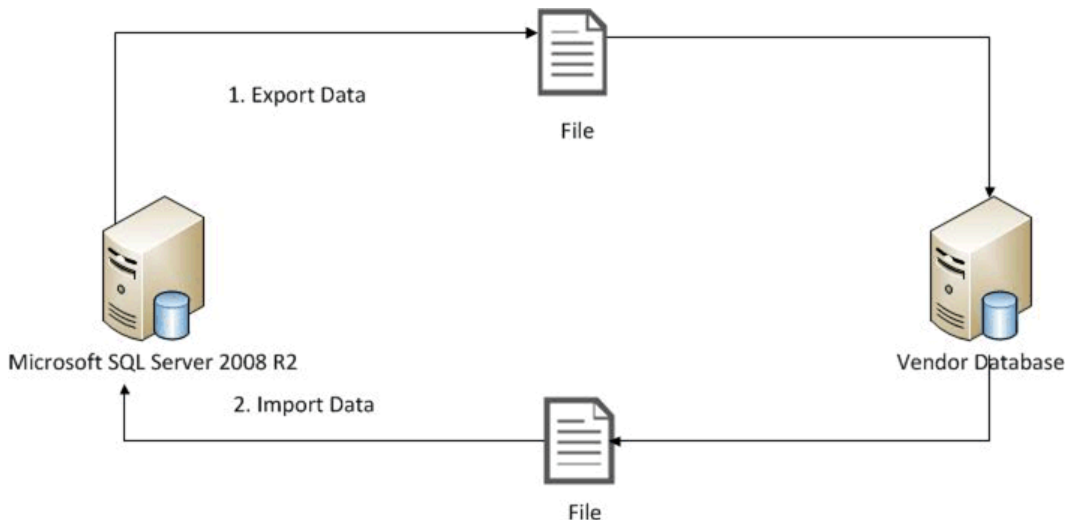 1. Export Data
File
Microsoft SQL Server 2008 R2
Vendor Database
2. Import Data
File